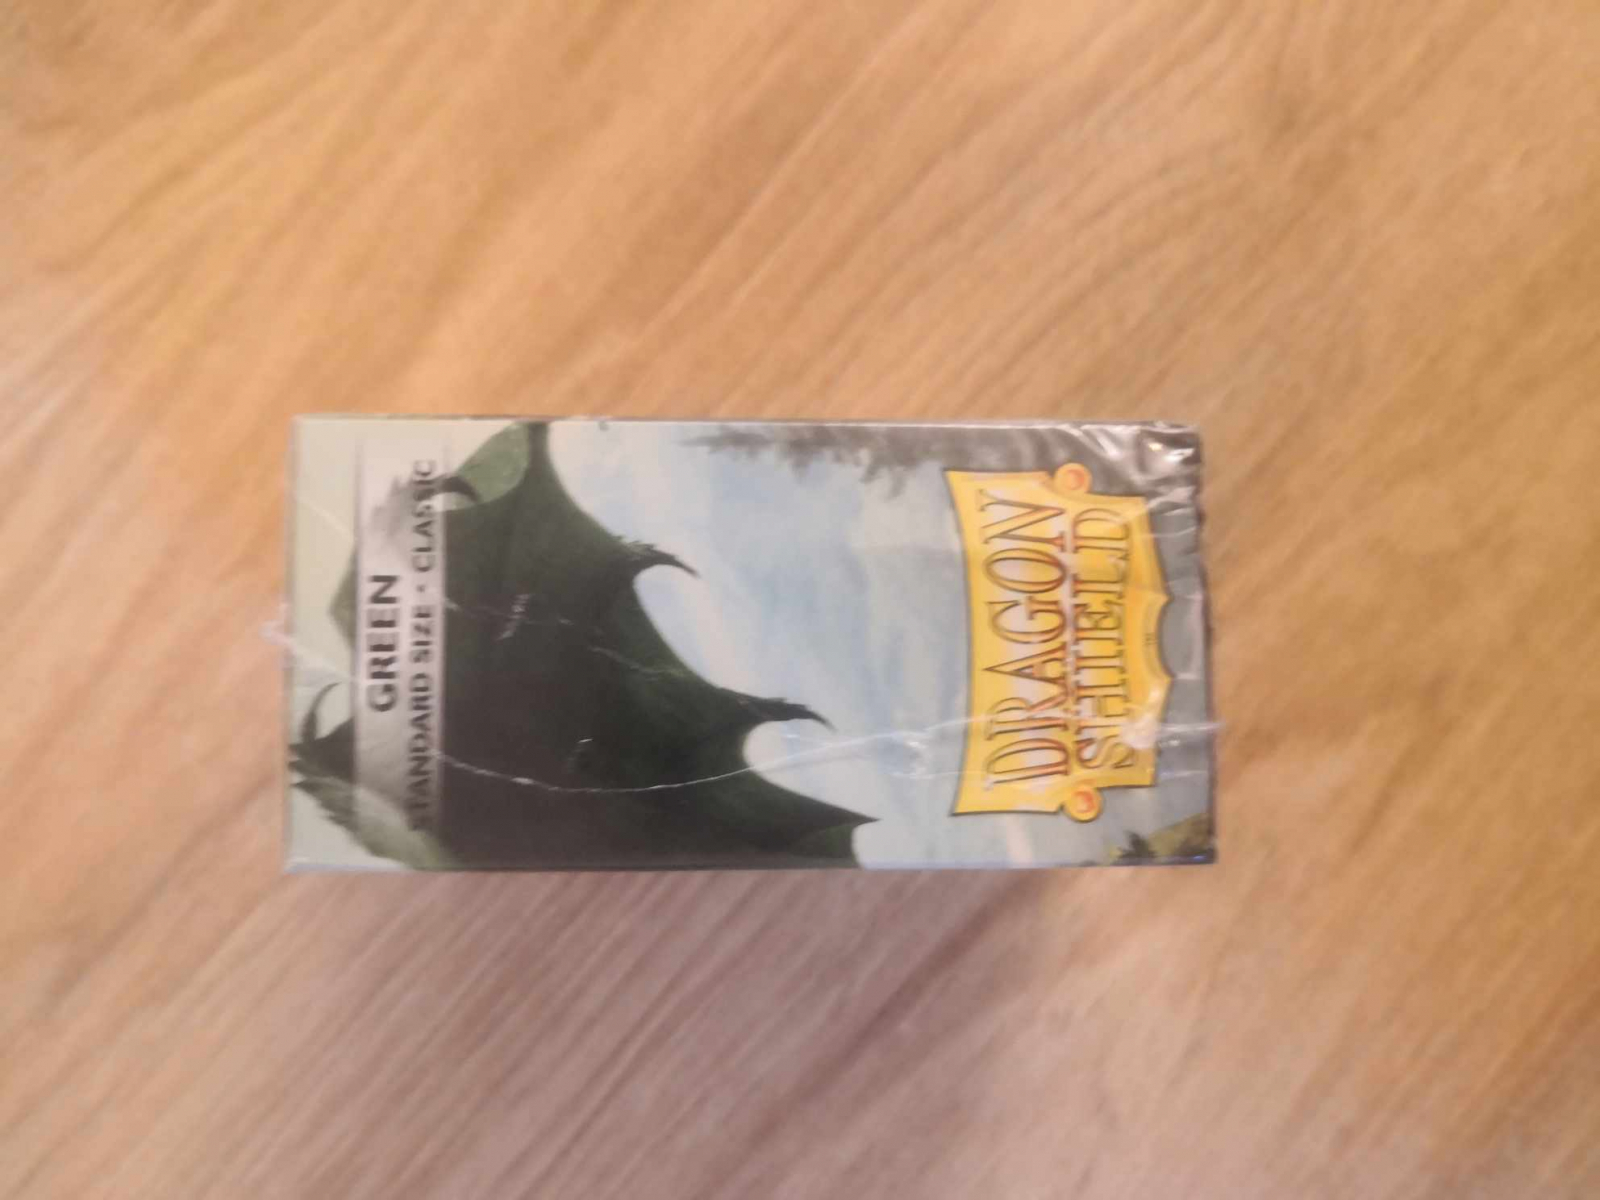 DRAGON
SHIELD
GREEN
STANDARD SIZE • CLASSIC